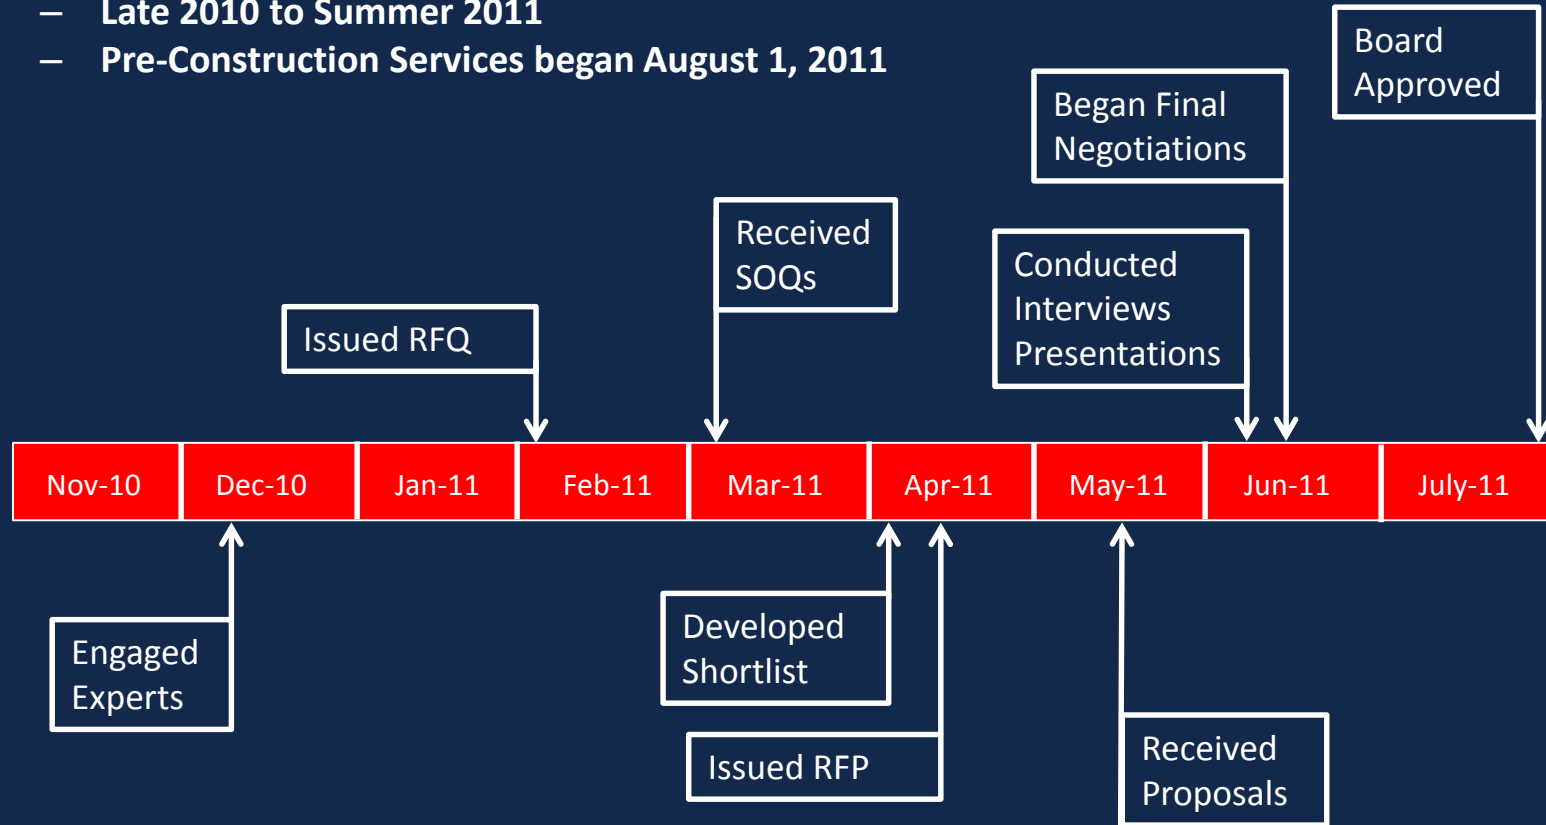 – Late 2010 to Summer 2011
– Pre-Construction Services began August 1, 2011
Board
Approved
Began Final
Negotiations
Received
SOQs
Conducted
Interviews
Presentations
Issued RFQ
Nov-10 Dec-10 Jan-11 Feb-11 Mar-11 Apr-11 May-11 Jun-11 July-11
Engaged
Experts
Developed
Shortlist
Issued RFP
Received
Proposals